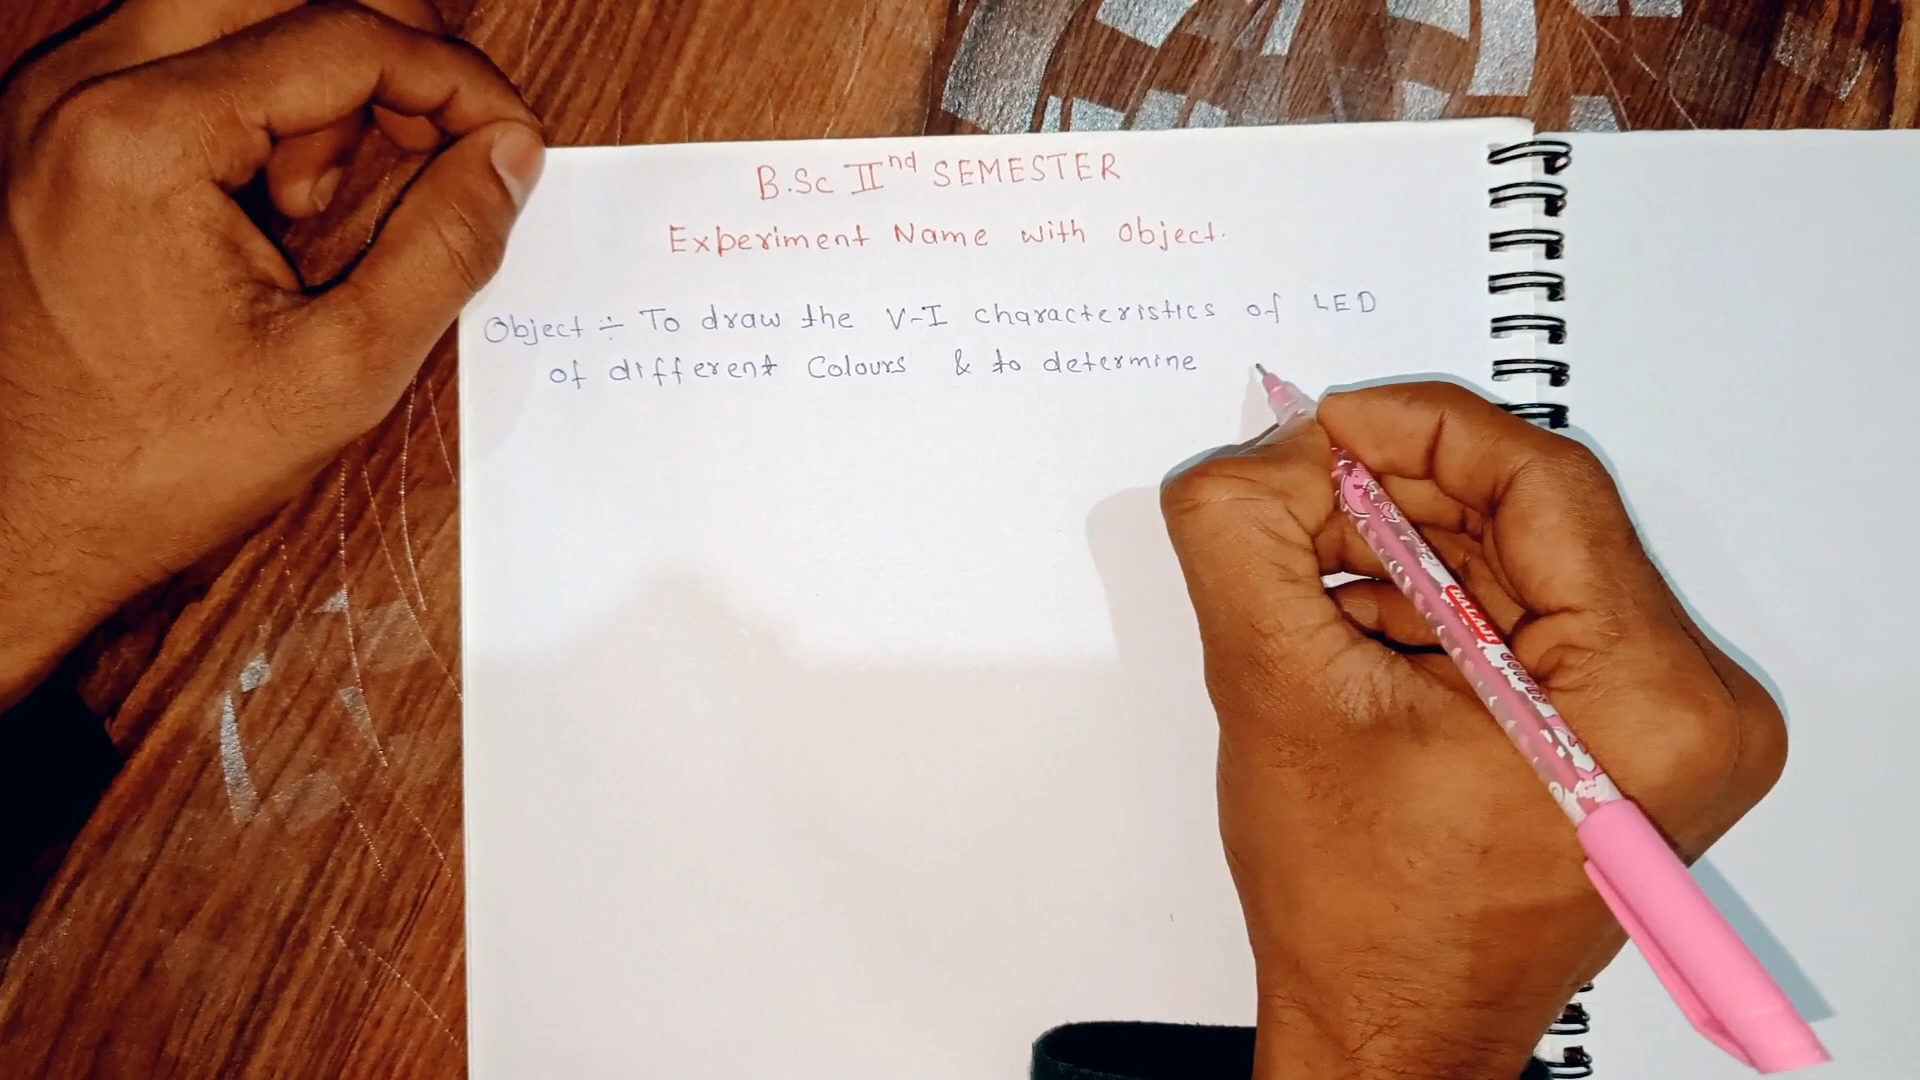 B.Sc IInd SEMESTER
Experiment Name with Object.
Object ÷ To draw the V-I characteristics of LED
of different Colours & to determine
BALAJI